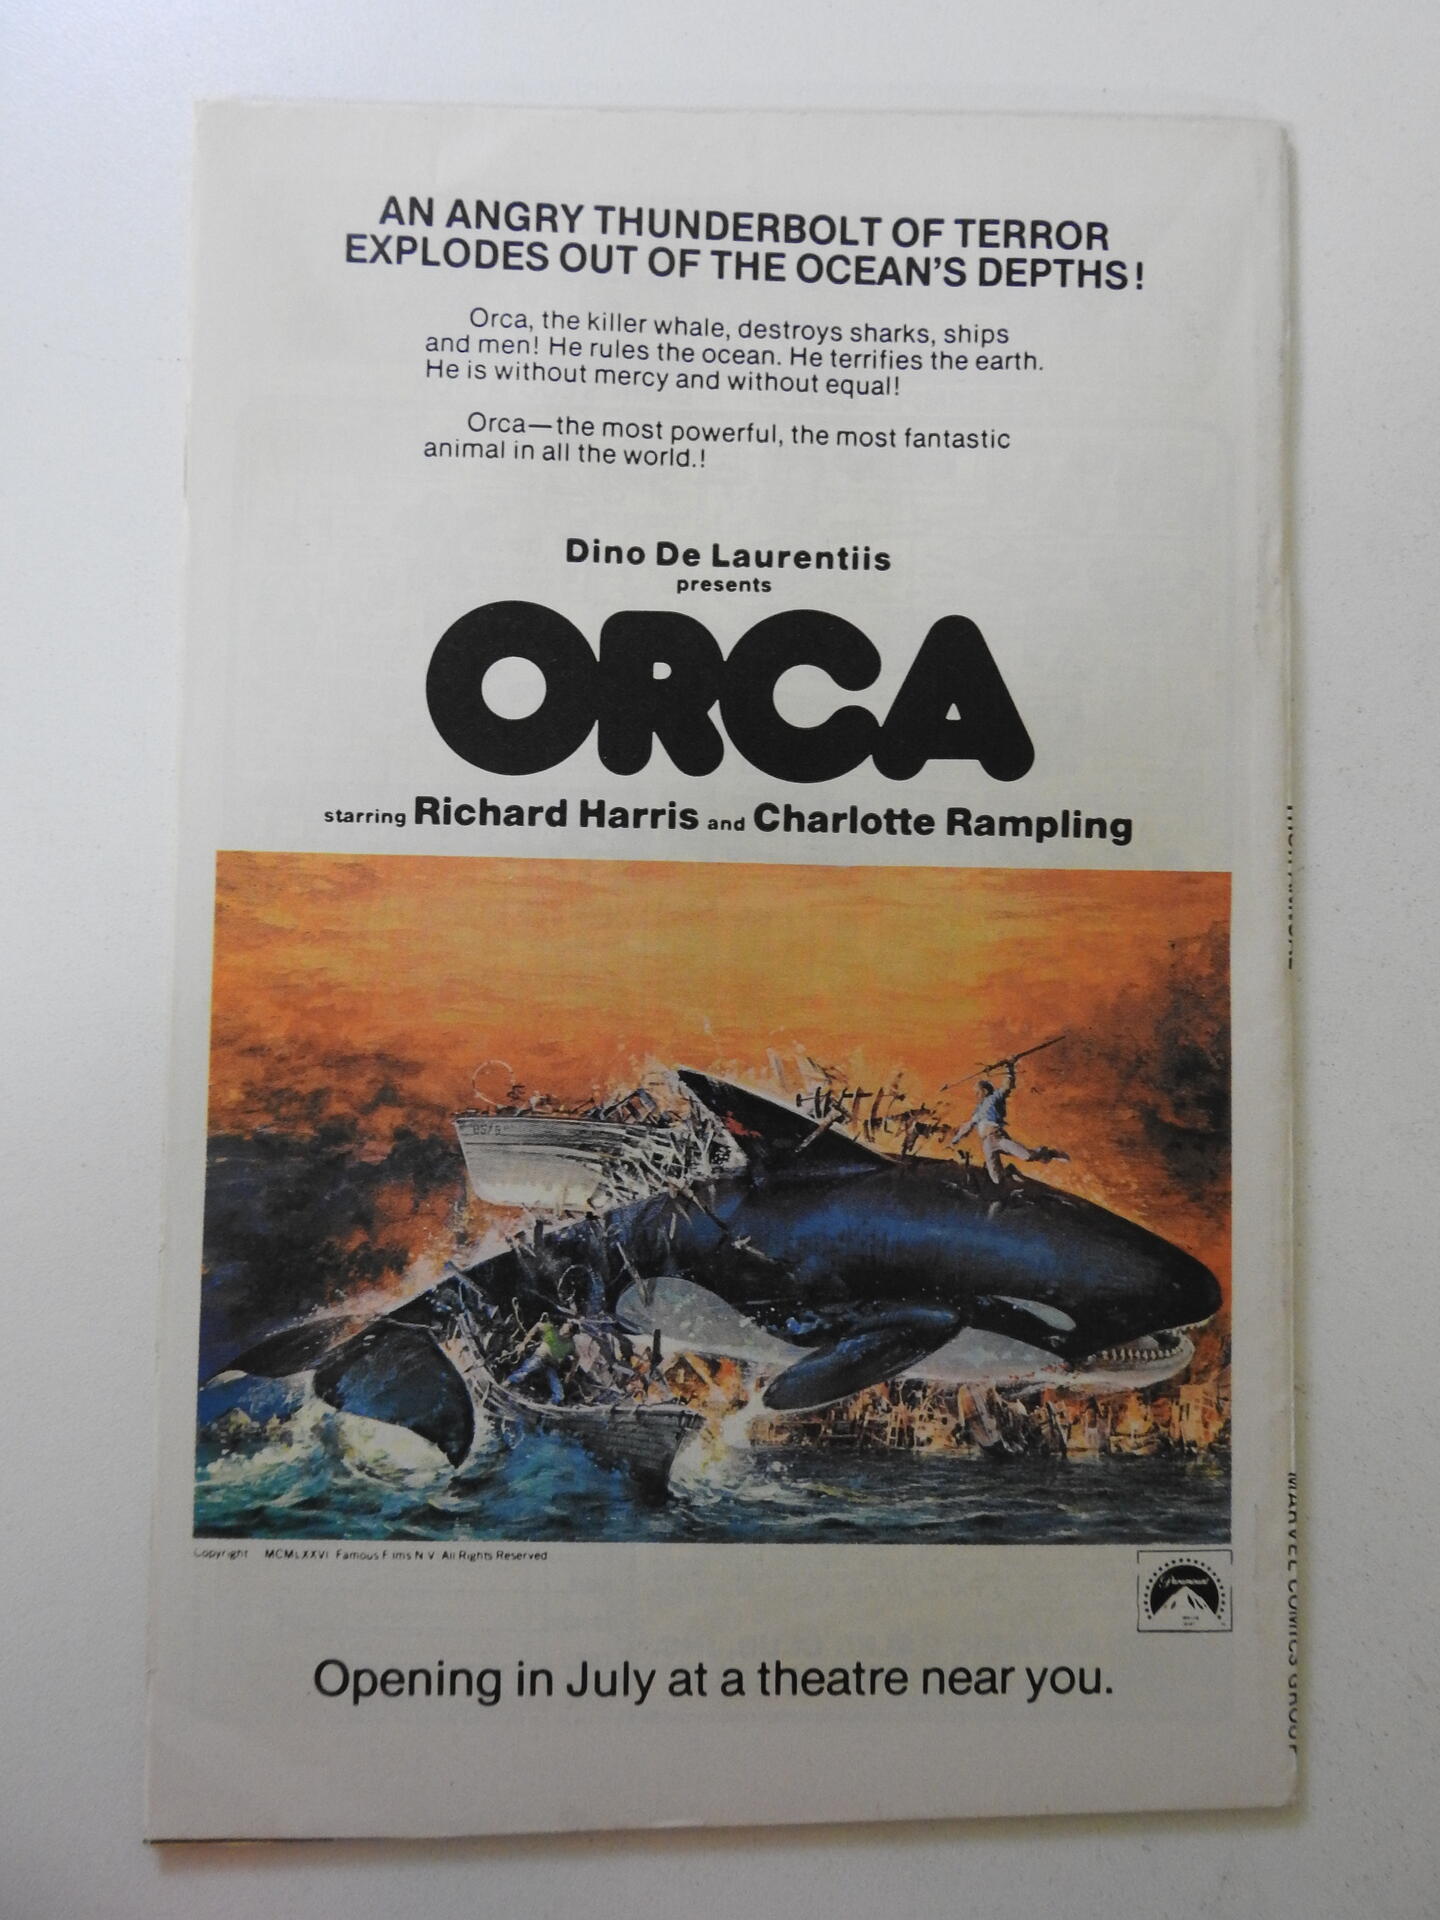 AN ANGRY THUNDERBOLT OF TERROR
EXPLODES OUT OF THE OCEAN'S DEPTHS!
Orca, the killer whale, destroys sharks, ships
and men! He rules the ocean. He terrifies the earth.
He is without mercy and without equal!
Orca—the most powerful, the most fantastic
animal in all the world.!
Dino De Laurentiis
presents
ORCA
starring Richard Harris and Charlotte Rampling
Copyright MCMLXXVI Famous Films N V All Rights Reserved
Paramount
Opening in July at a theatre near you.
MARVEL COMICS GROUP